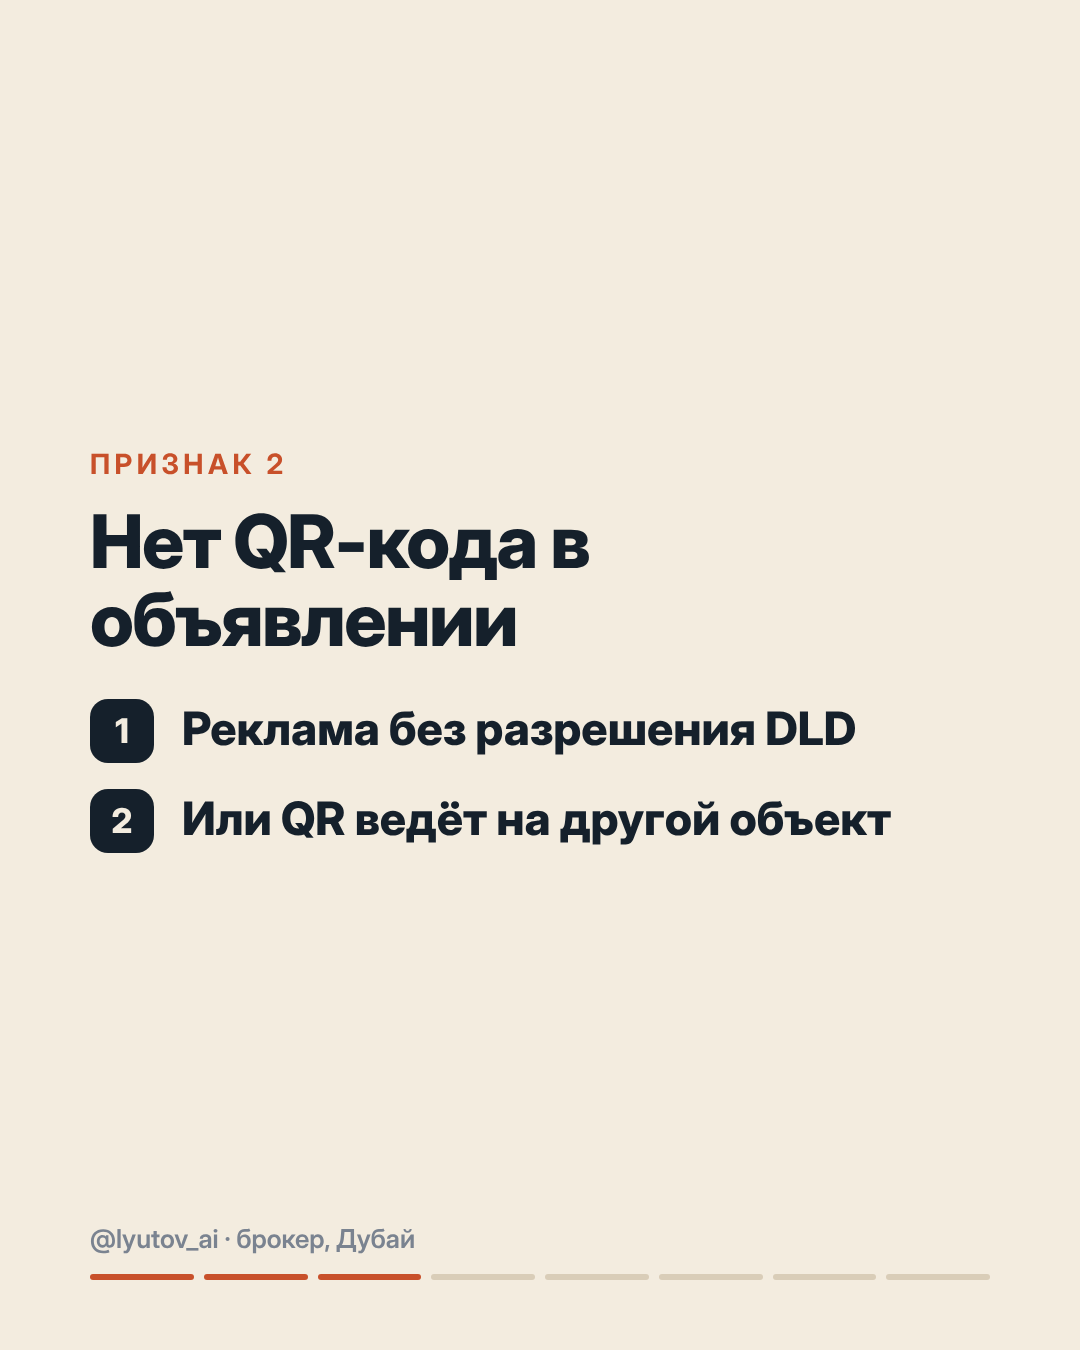 ПРИЗНАК 2
Нет QR-кода в
объявлении
1 Реклама без разрешения DLD
2 Или QR ведёт на другой объект
@lyutov_ai · брокер, Дубай